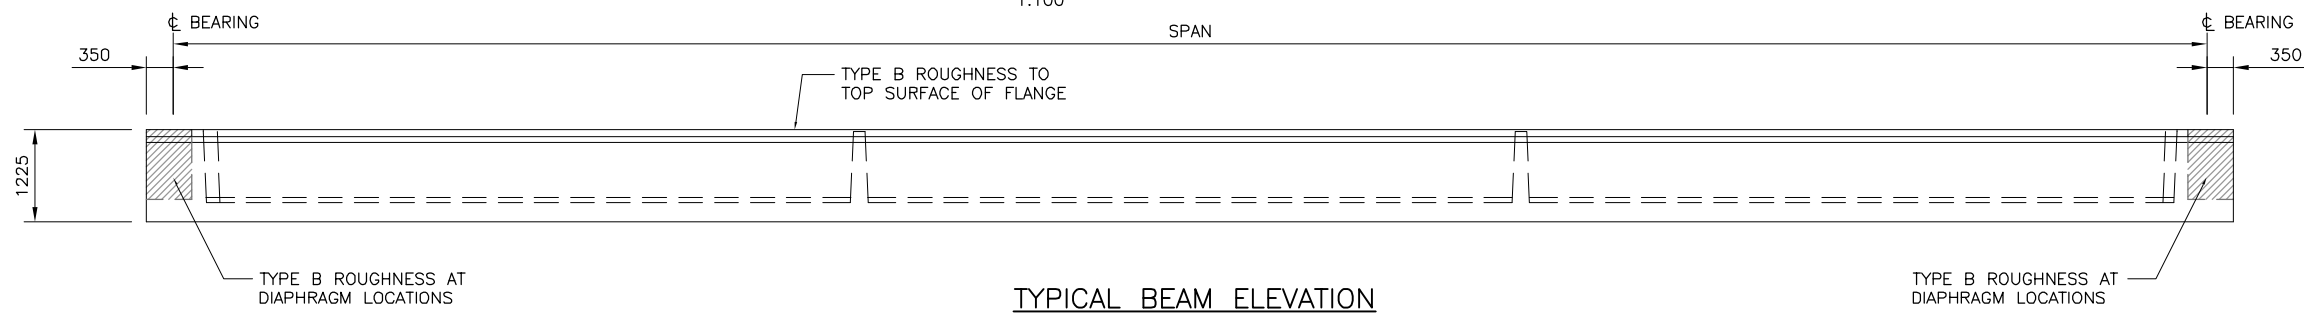 1:100
℄ BEARING
℄ BEARING
SPAN
350
350
TYPE B ROUGHNESS TO
TOP SURFACE OF FLANGE
1225
TYPE B ROUGHNESS AT
DIAPHRAGM LOCATIONS
TYPE B ROUGHNESS AT
DIAPHRAGM LOCATIONS
TYPICAL BEAM ELEVATION